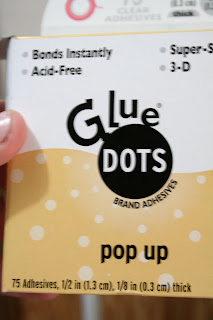 CLEAR
ADHESIVES
thick
• Bonds Instantly
• Super-S
• Acid-Free
• 3-D
Glue®
DOTS
BRAND ADHESIVES
pop up
75 Adhesives, 1/2 in (1.3 cm), 1/8 in (0.3 cm) thick